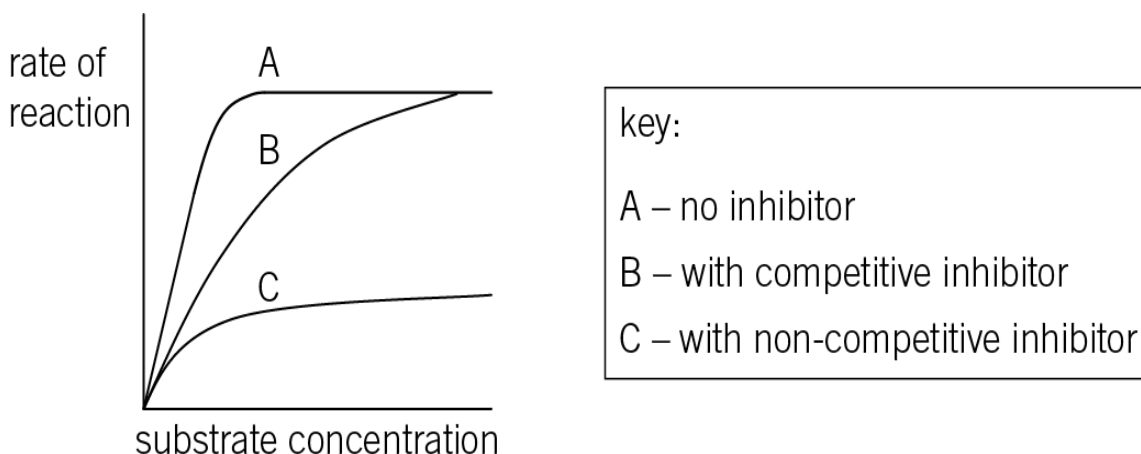 rate of
reaction
A
B
C
substrate concentration
key:
A – no inhibitor
B – with competitive inhibitor
C – with non-competitive inhibitor